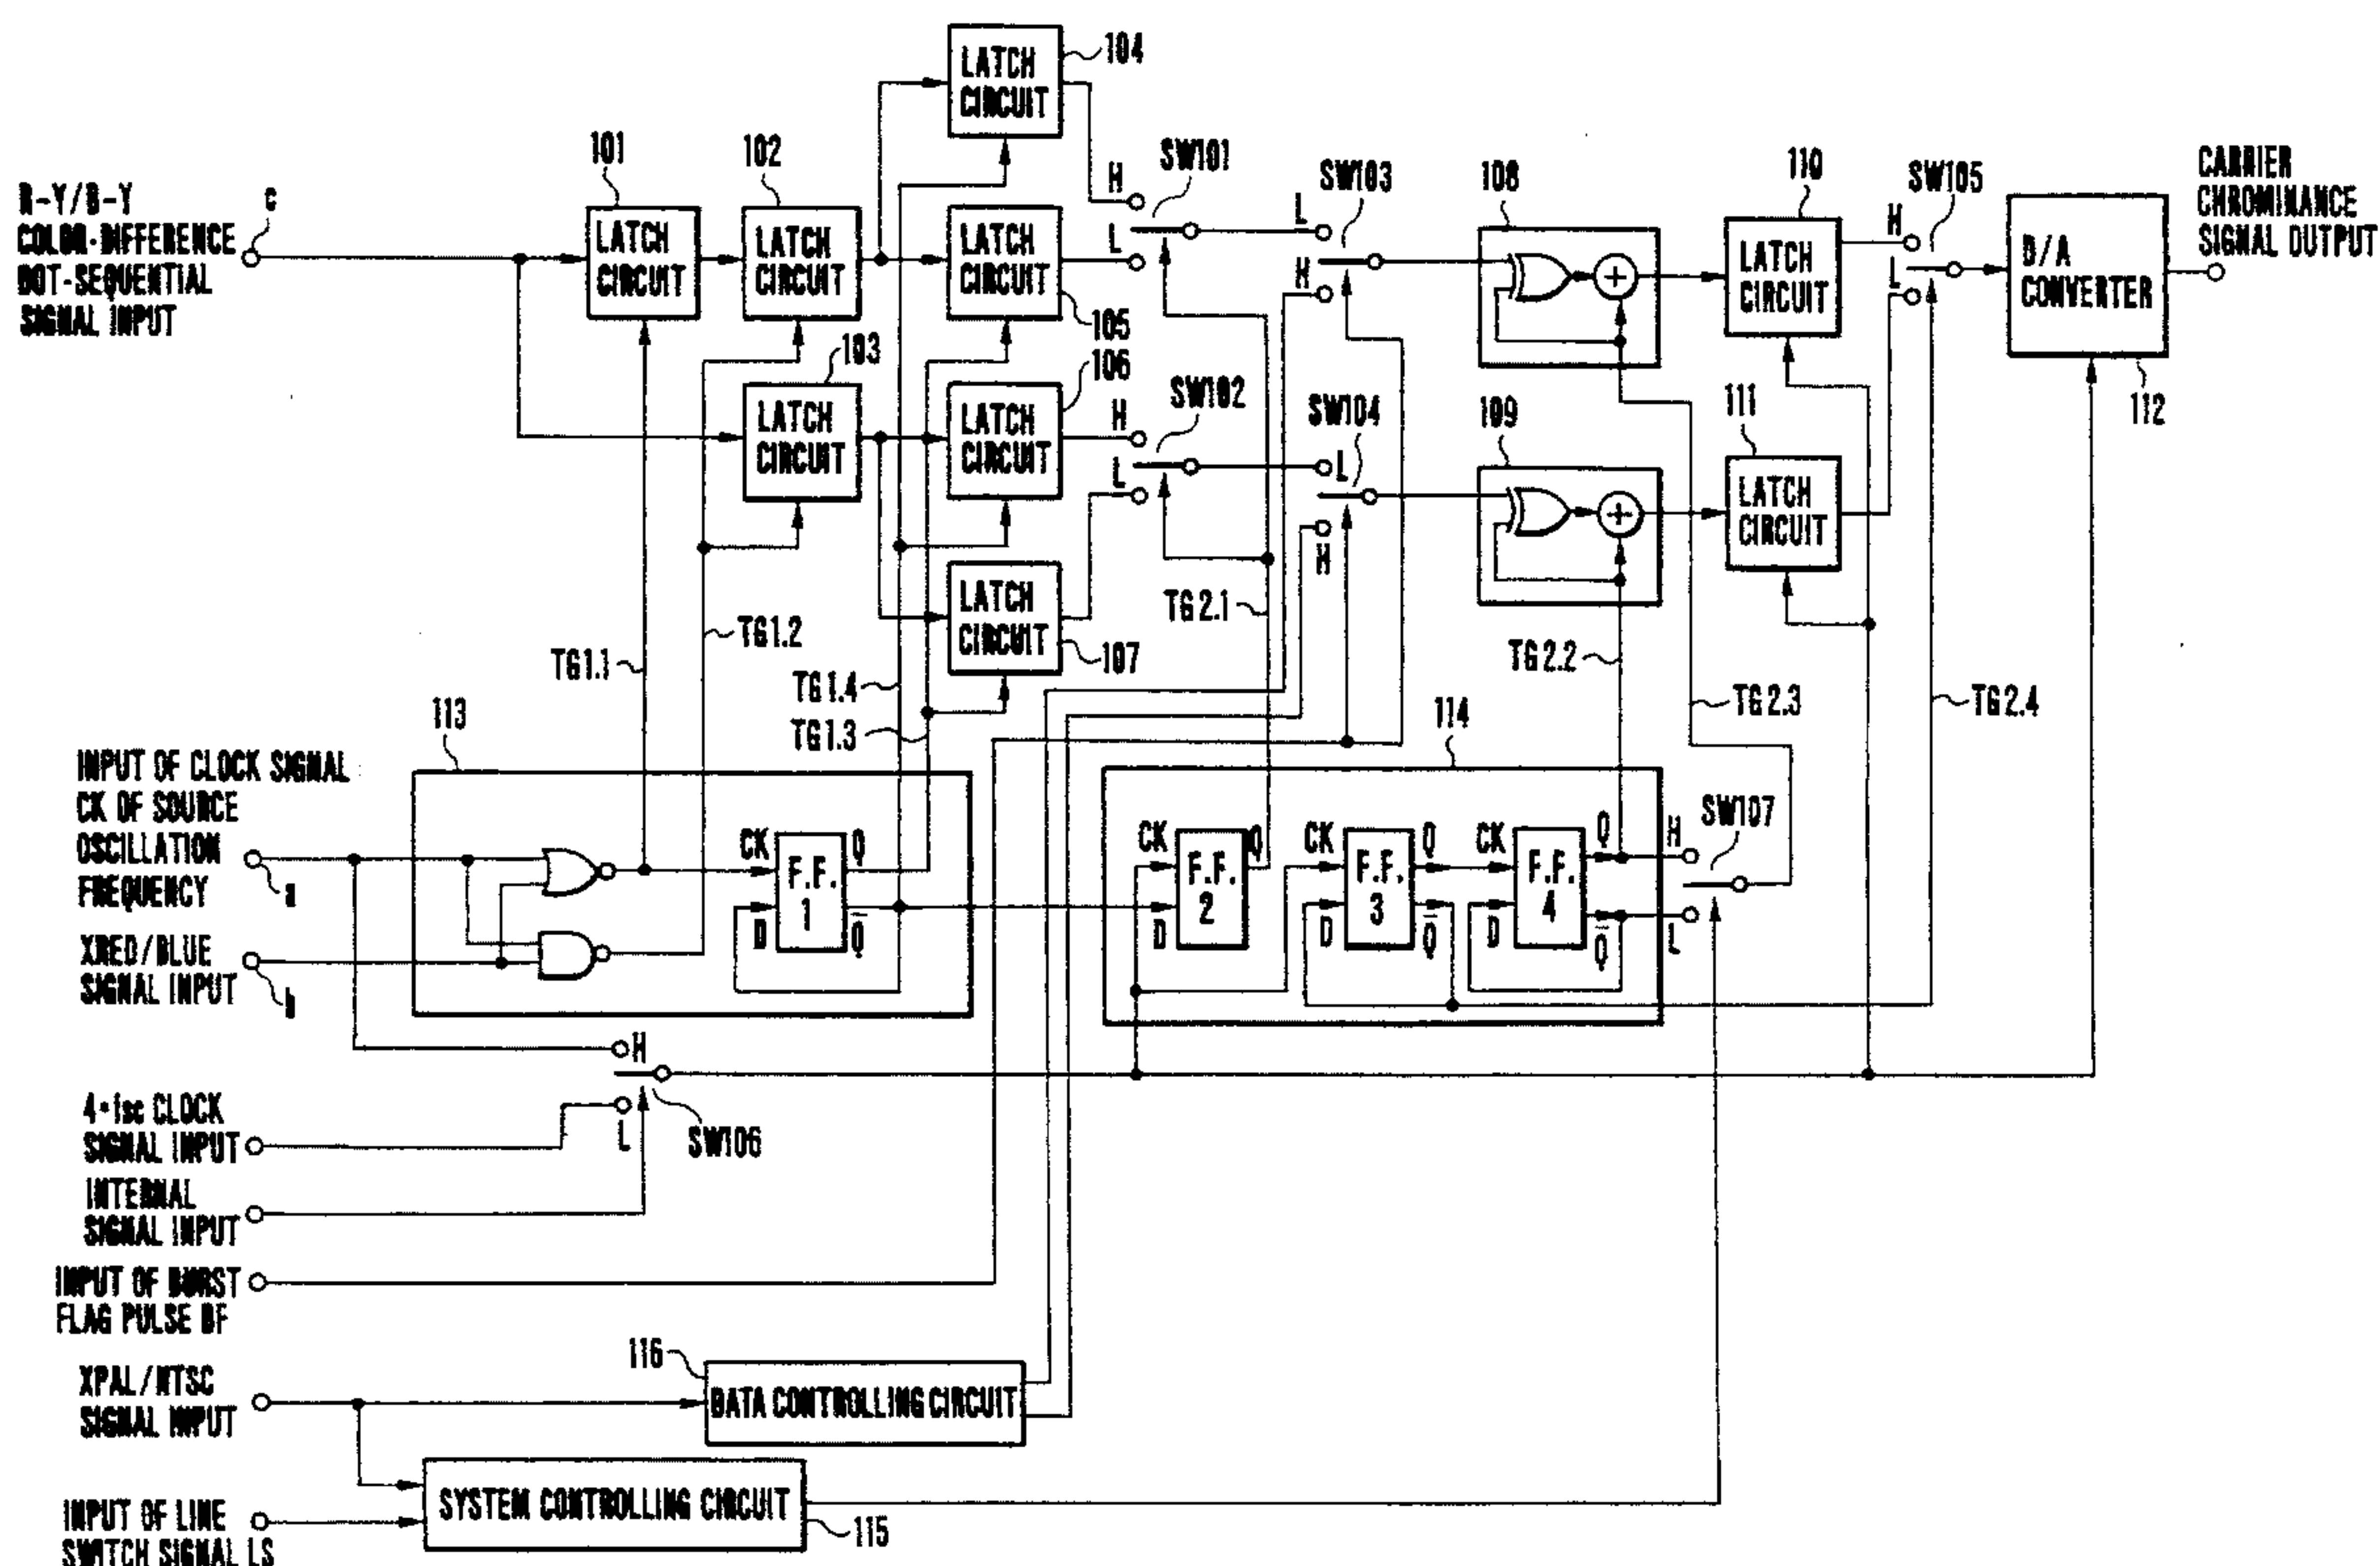 LATCH
CIRCUIT
104
101
LATCH
CIRCUIT
102
LATCH
CIRCUIT
LATCH
CIRCUIT
105
103
LATCH
CIRCUIT
106
LATCH
CIRCUIT
LATCH
CIRCUIT
107
R-Y/B-Y
COLOR-DIFFERENCE
DOT-SEQUENTIAL
SIGNAL INPUT
c
H
L
SW101
H
L
SW102
L
H
SW103
SW104
L
H
108
109
110
LATCH
CIRCUIT
111
LATCH
CIRCUIT
H
L
SW105
D/A
CONVERTER
112
CARRIER
CHROMINANCE
SIGNAL OUTPUT
TG1.1
TG1.2
TG1.4
TG1.3
TG2.1
TG2.2
TG2.3
TG2.4
113
INPUT OF CLOCK SIGNAL
CK OF SOURCE
OSCILLATION
FREQUENCY
a
XRED/BLUE
SIGNAL INPUT
b
CK
D
F.F.
1
Q
Q̅
114
CK
D
F.F.
2
Q
CK
D
F.F.
3
Q
Q̅
CK
D
F.F.
4
Q
Q̅
H
L
SW107
H
L
SW106
4·fsc CLOCK
SIGNAL INPUT
INTERNAL
SIGNAL INPUT
INPUT OF BURST
FLAG PULSE BF
XPAL/NTSC
SIGNAL INPUT
116
DATA CONTROLLING CIRCUIT
SYSTEM CONTROLLING CIRCUIT
115
INPUT OF LINE
SWITCH SIGNAL LS